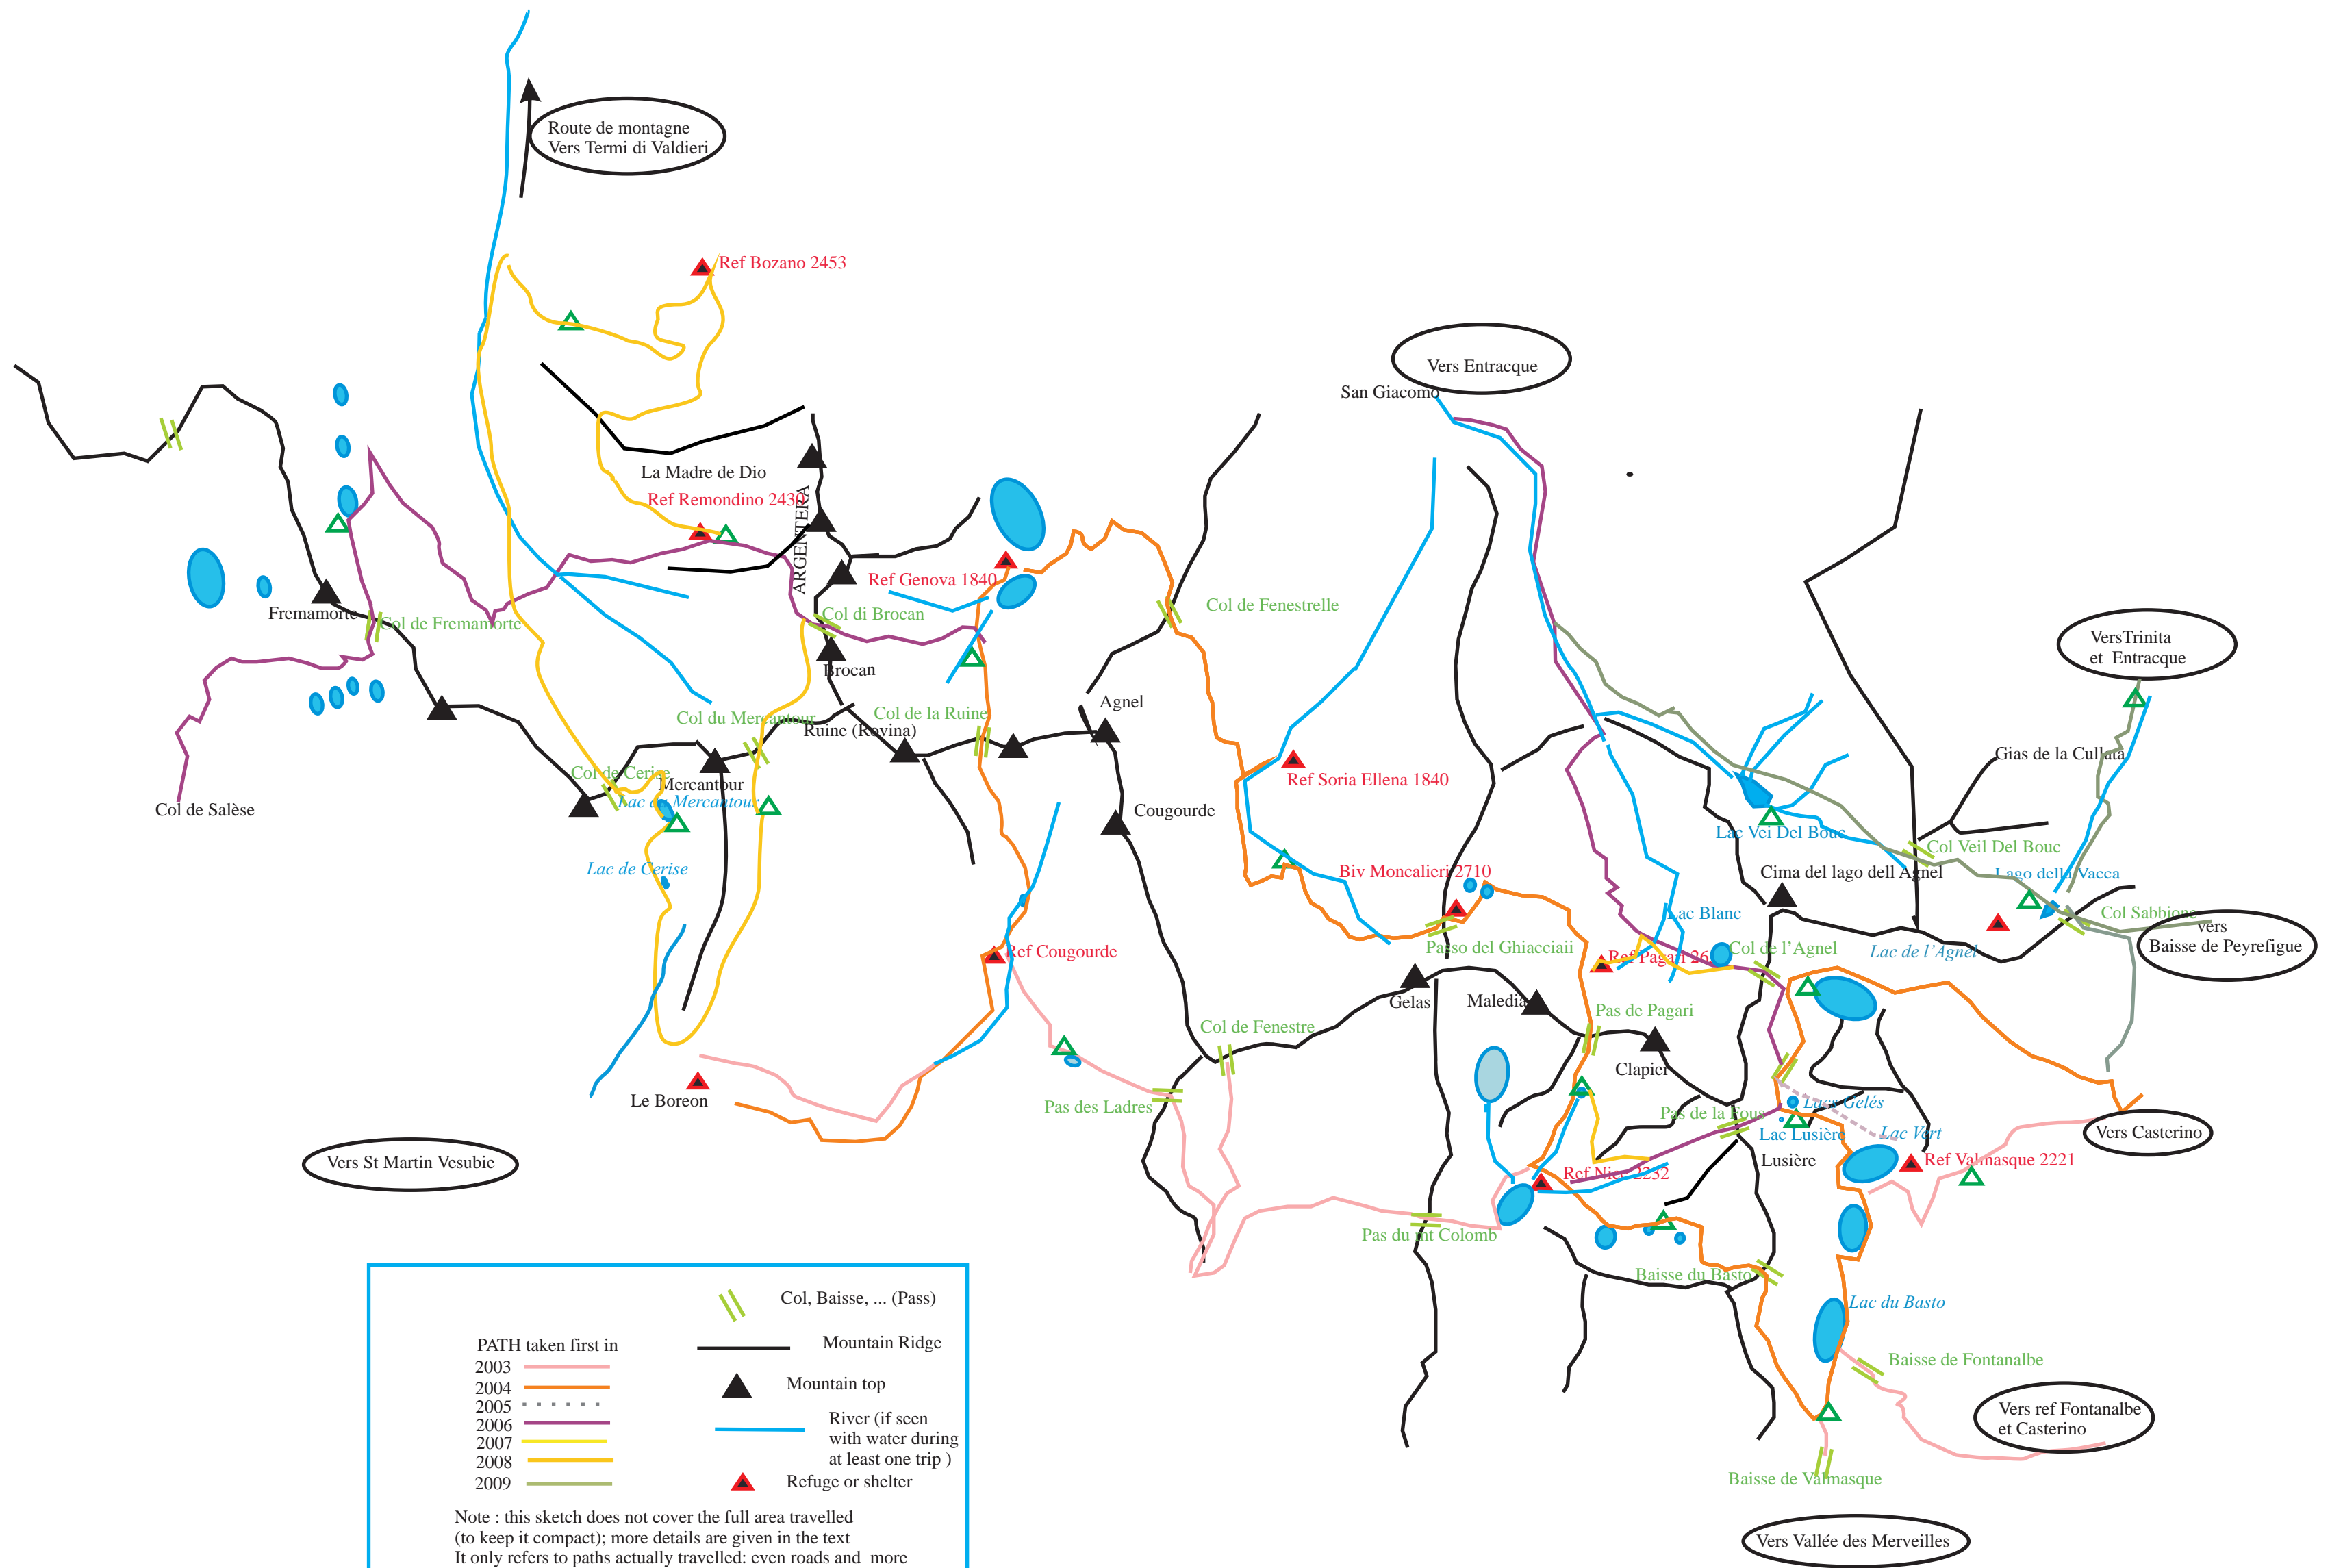 Route de montagne
Vers Termi di Valdieri
Ref Bozano 2453
Vers Entracque
San Giacomo
La Madre de Dio
Ref Remondino 2430
ARGENTERA
Ref Genova 1840
Col de Fenestrelle
Fremamorte
Col de Fremamorte
Col di Brocan
Brocan
VersTrinita
et Entracque
Agnel
Col du Mercantour
Col de la Ruine
Ruine (Rovina)
Gias de la Cullata
Col de Cerise
Mercantour
Ref Soria Ellena 1840
Lac du Mercantour
Col de Salèse
Cougourde
Lac Vei Del Bouc
Col Veil Del Bouc
Lac de Cerise
Biv Moncalieri 2710
Cima del lago dell Agnel
Lago della Vacca
Lac Blanc
Col Sabbione
vers
Baisse de Peyrefigue
Ref Cougourde
Passo del Ghiacciaii
Col de l’Agnel
Lac de l’Agnel
Ref Pagari 26
Gelas
Maledia
Pas de Pagari
Col de Fenestre
Clapier
Le Boreon
Pas des Ladres
Pas de la Fous
Lacs Gelés
Lac Lusière
Lac Vert
Vers Casterino
Lusière
Ref Valmasque 2221
Vers St Martin Vesubie
Ref Nice 2232
Pas du mt Colomb
Baisse du Basto
Lac du Basto
Baisse de Fontanalbe
Vers ref Fontanalbe
et Casterino
Baisse de Valmasque
Vers Vallée des Merveilles
Col, Baisse, ... (Pass)
Mountain Ridge
Mountain top
River (if seen
with water during
at least one trip )
Refuge or shelter
PATH taken first in
2003
2004
2005
2006
2007
2008
2009
Note : this sketch does not cover the full area travelled
(to keep it compact); more details are given in the text
It only refers to paths actually travelled: even roads and more